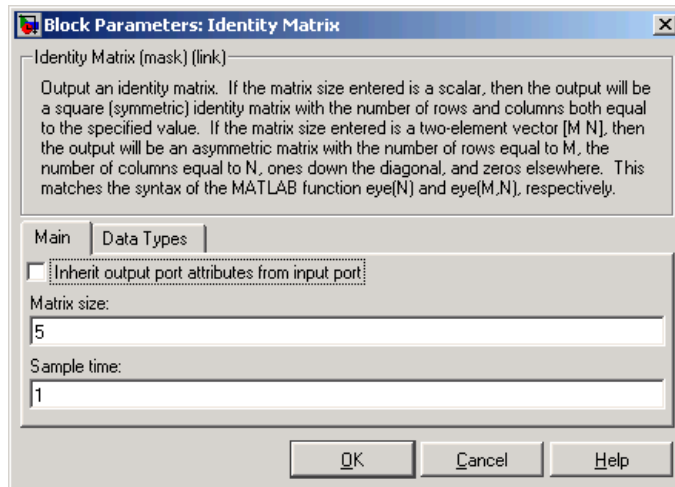 Block Parameters: Identity Matrix
Identity Matrix (mask) (link)
Output an identity matrix.  If the matrix size entered is a scalar, then the output will be
a square (symmetric) identity matrix with the number of rows and columns both equal
to the specified value.  If the matrix size entered is a two-element vector [M N], then
the output will be an asymmetric matrix with the number of rows equal to M, the
number of columns equal to N, ones down the diagonal, and zeros elsewhere.  This
matches the syntax of the MATLAB function eye(N) and eye(M,N), respectively.
Main Data Types
Inherit output port attributes from input port
Matrix size:
5
Sample time:
1
OK Cancel Help